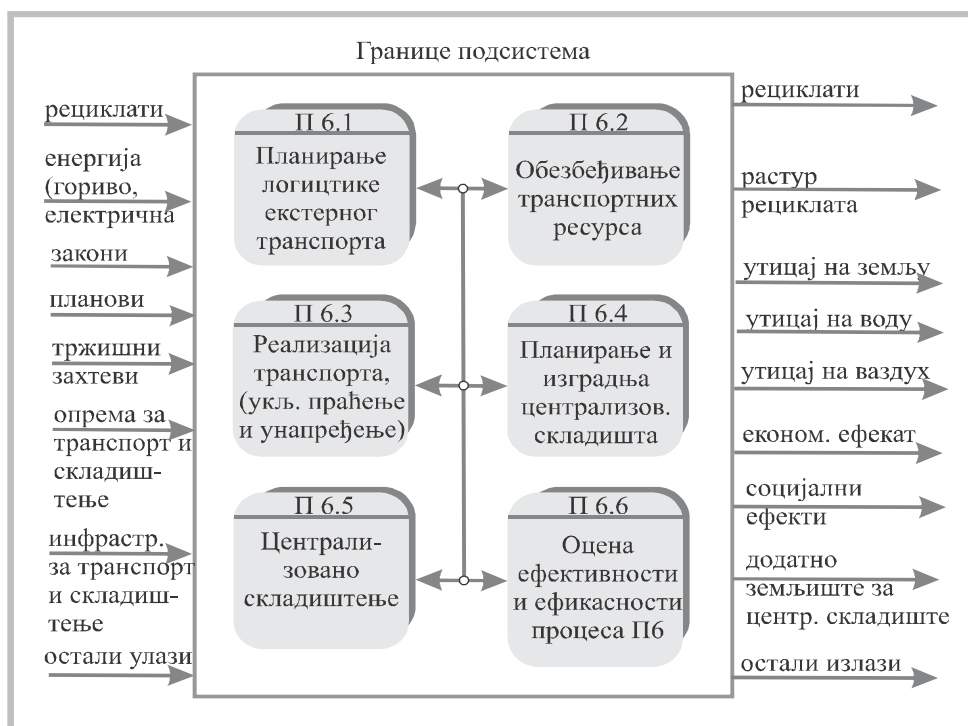 Границе подсистема
рециклати
енергија
(гориво,
електрична
закони
планови
тржишни
захтеви
опрема за
транспорт и
складиш-
тење
инфрастр.
за транспорт
и складиш-
тење
остали улази
П 6.1
Планирање
логицтике
екстерног
транспорта
П 6.2
Обезбеђивање
транспортних
ресурса
П 6.3
Реализација
транспорта,
(укљ. праћење
и унапређење)
П 6.4
Планирање и
изградња
централизов.
складишта
П 6.5
Централи-
зовано
складиштење
П 6.6
Оцена
ефективности
и ефикасности
процеса П6
рециклати
растур
рециклата
утицај на земљу
утицај на воду
утицај на ваздух
економ. ефекат
социјални
ефекти
додатно
земљиште за
центр. складиште
остали излази